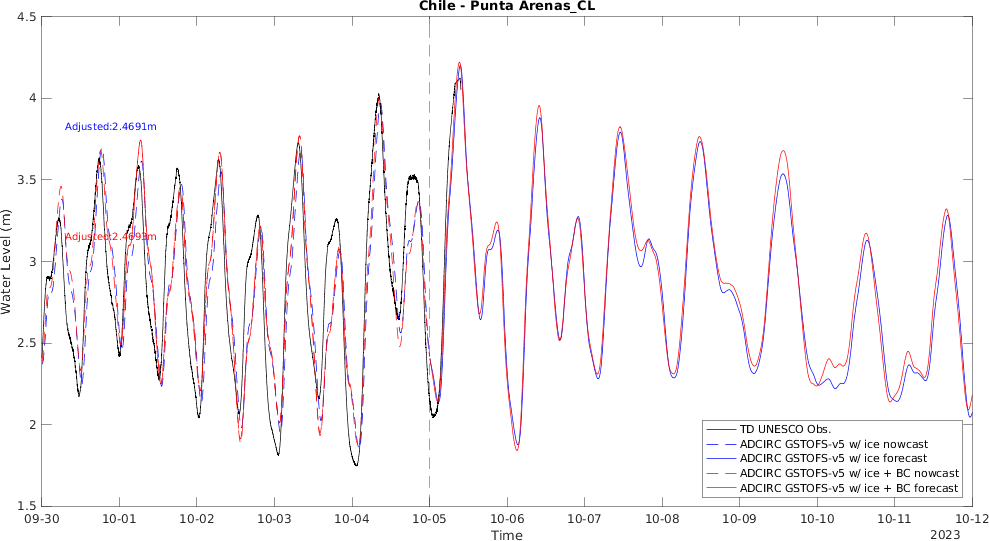 Chile - Punta Arenas_CL
4.5
4
3.5
3
2.5
2
1.5
Water Level (m)
Adjusted:2.4691m
Adjusted:2.4693m
TD UNESCO Obs.
ADCIRC GSTOFS-v5 w/ ice nowcast
ADCIRC GSTOFS-v5 w/ ice forecast
ADCIRC GSTOFS-v5 w/ ice + BC nowcast
ADCIRC GSTOFS-v5 w/ ice + BC forecast
09-30 10-01 10-02 10-03 10-04 10-05 10-06 10-07 10-08 10-09 10-10 10-11 10-12
Time
2023